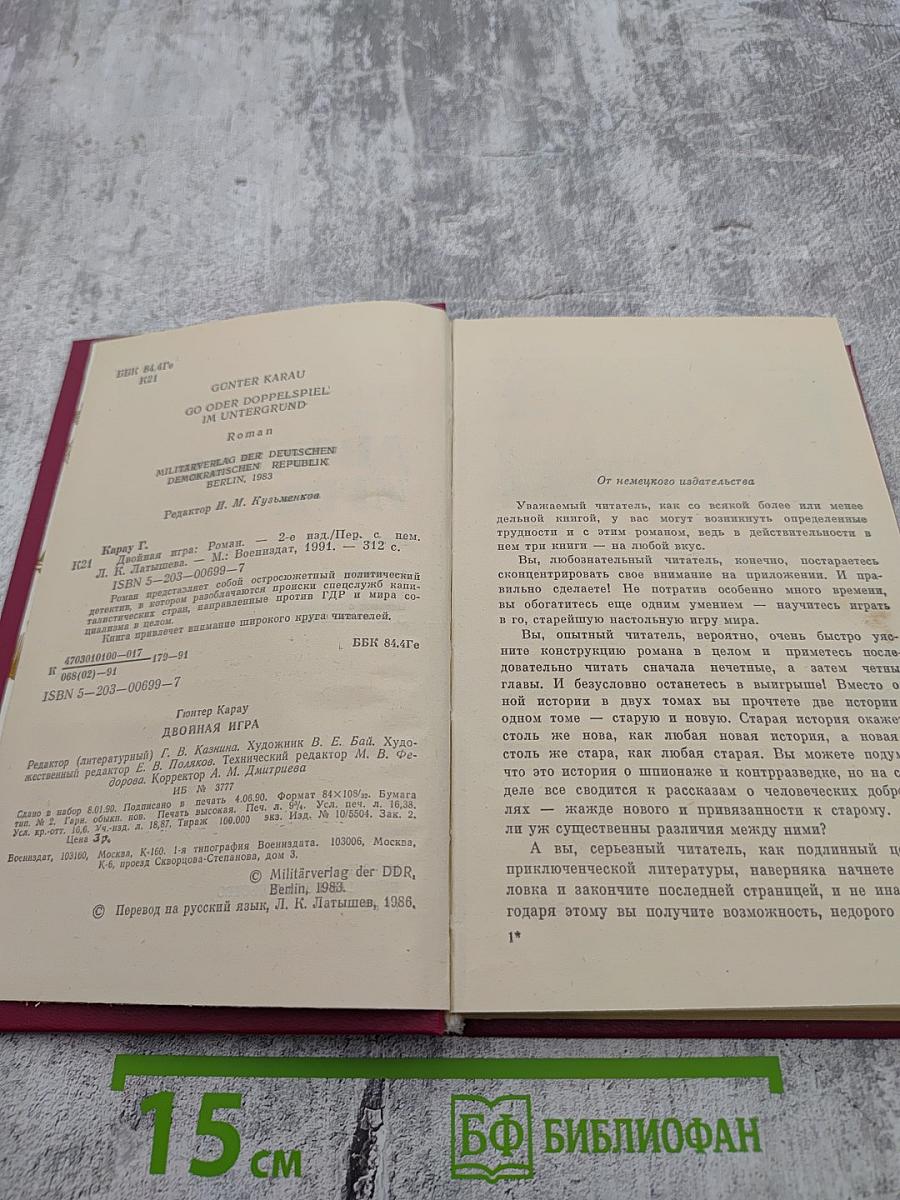 ББК 84.4Ге
К21
GÜNTER KARAU
GO ODER DOPPELSPIEL
IM UNTERGRUND
Roman
MILITÄRVERLAG DER DEUTSCHEN
DEMOKRATISCHEN REPUBLIK
BERLIN, 1983
Редактор И. М. Кузьменков
Карау Г.
К21 Двойная игра: Роман. — 2-е изд./Пер. с нем.
Л. К. Латышева. — М.: Воениздат, 1991. — 312 с.
ISBN 5—203—00699—7
Роман представляет собой остросюжетный политический
детектив, в котором разоблачаются происки спецслужб капи-
талистических стран, направленные против ГДР и мира со-
циализма в целом.
Книга привлечет внимание широкого круга читателей.
К 4703010100—017
068(02)—91 179—91
ББК 84.4Ге
ISBN 5—203—00699—7
Гюнтер Карау
ДВОЙНАЯ ИГРА
Редактор (литературный) Г. В. Казнина. Художник В. Е. Бай. Худо-
жественный редактор Е. В. Поляков. Технический редактор М. В. Фе-
дорова. Корректор А. М. Дмитриева
ИБ № 3777
Сдано в набор 8.01.90. Подписано в печать 4.06.90. Формат 84×108/32. Бумага
тип. № 2. Гарн. обыкн. нов. Печать высокая. Печ. л. 9¾. Усл. печ. л. 16,38.
Усл. кр.-отт. 16,6. Уч.-изд. л. 18,87. Тираж 100.000 экз. Изд. № 10/5504. Зак. 2.
Цена 3р.
Воениздат, 103160, Москва, К-160. 1-я типография Воениздата. 103006, Москва,
К-6, проезд Скворцова-Степанова, дом 3.
© Militärverlag der DDR,
Berlin, 1983.
© Перевод на русский язык, Л. К. Латышев, 1986.
От немецкого издательства
Уважаемый читатель, как со всякой более или менее
дельной книгой, у вас могут возникнуть определенные
трудности и с этим романом, ведь в действительности в
нем три книги — на любой вкус.
Вы, любознательный читатель, конечно, постараетесь
сконцентрировать свое внимание на приложении. И пра-
вильно сделаете! Не потратив особенно много времени,
вы обогатитесь еще одним умением — научитесь играть
в го, старейшую настольную игру мира.
Вы, опытный читатель, вероятно, очень быстро уяс-
ните конструкцию романа в целом и приметесь после-
довательно читать сначала нечетные, а затем четны
главы. И безусловно останетесь в выигрыше! Вместо о
ной истории в двух томах вы прочтете две истории
одном томе — старую и новую. Старая история окаже
столь же нова, как любая новая история, а новая
столь же стара, как любая старая. Вы можете подум
что это история о шпионаже и контрразведке, но на с
деле все сводится к рассказам о человеческих добро
лях — жажде нового и привязанности к старому.
ли уж существенны различия между ними?
А вы, серьезный читатель, как подлинный це
приключенческой литературы, наверняка начнете
ловка и закончите последней страницей, и не ина
годаря этому вы получите возможность, недорого
1*
15 см
БФ БИБЛИОФАН